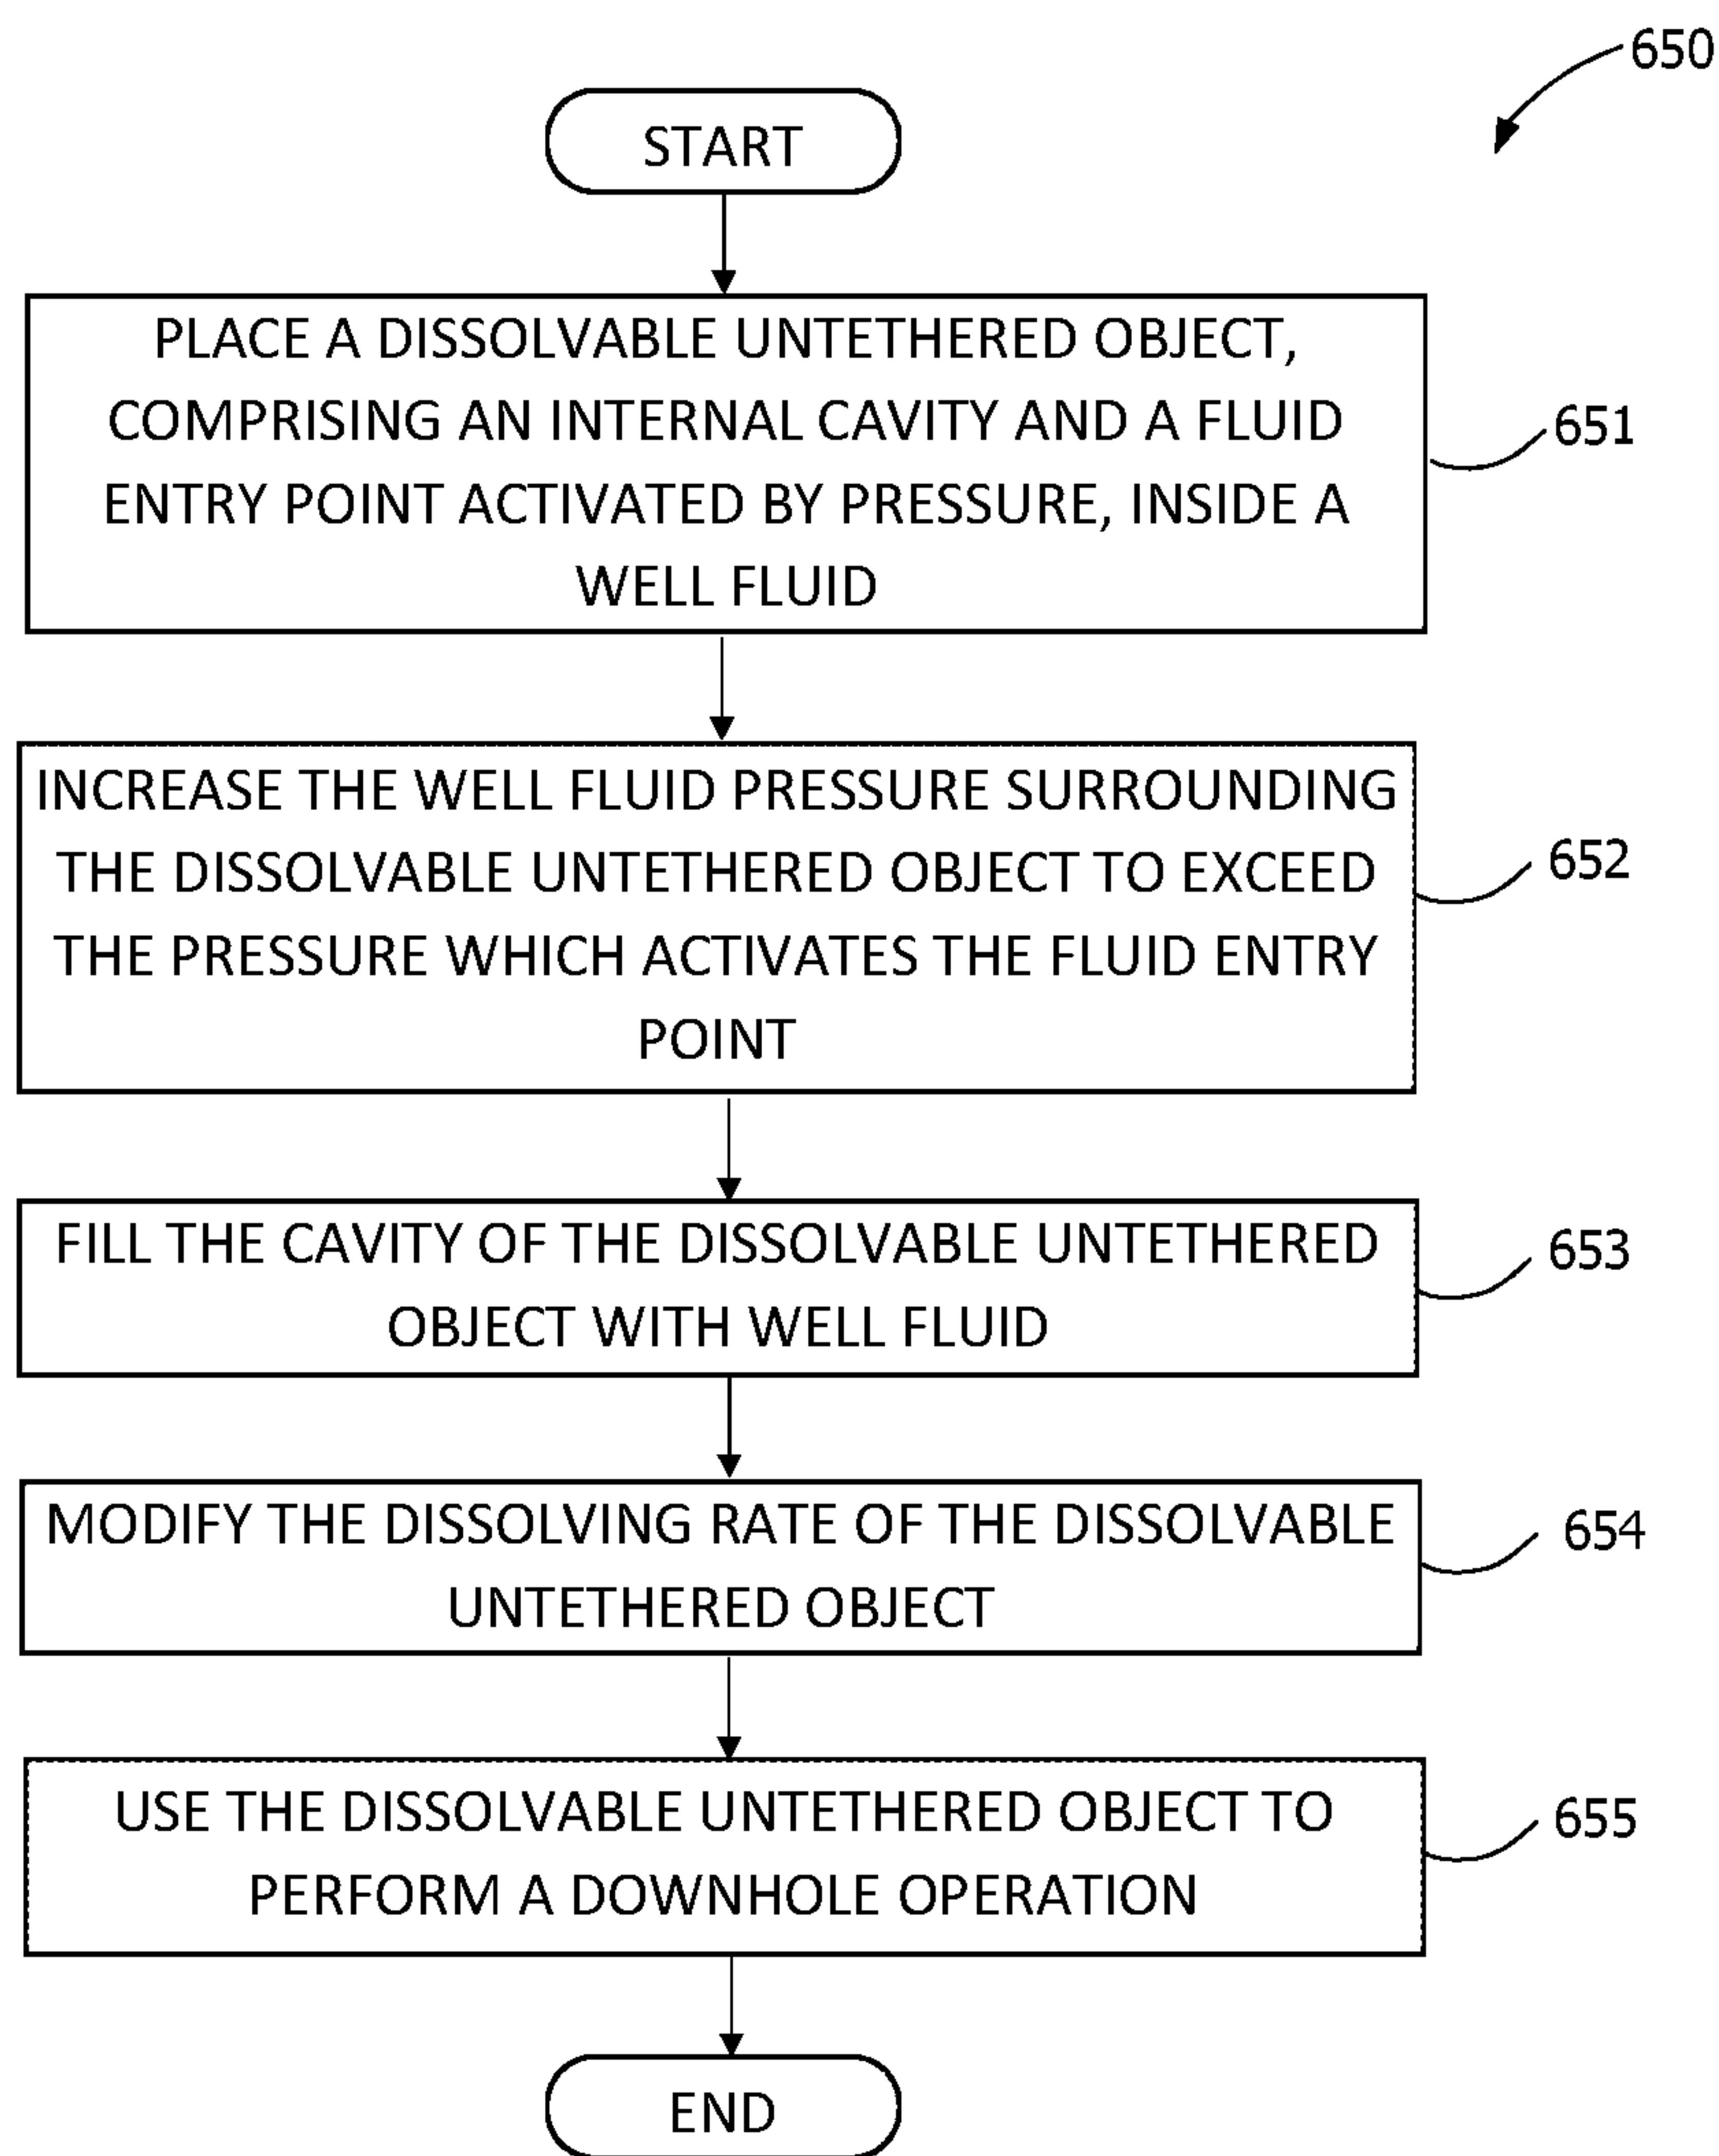 650
START
PLACE A DISSOLVABLE UNTETHERED OBJECT,
COMPRISING AN INTERNAL CAVITY AND A FLUID
ENTRY POINT ACTIVATED BY PRESSURE, INSIDE A
WELL FLUID
651
INCREASE THE WELL FLUID PRESSURE SURROUNDING
THE DISSOLVABLE UNTETHERED OBJECT TO EXCEED
THE PRESSURE WHICH ACTIVATES THE FLUID ENTRY
POINT
652
FILL THE CAVITY OF THE DISSOLVABLE UNTETHERED
OBJECT WITH WELL FLUID
653
MODIFY THE DISSOLVING RATE OF THE DISSOLVABLE
UNTETHERED OBJECT
654
USE THE DISSOLVABLE UNTETHERED OBJECT TO
PERFORM A DOWNHOLE OPERATION
655
END